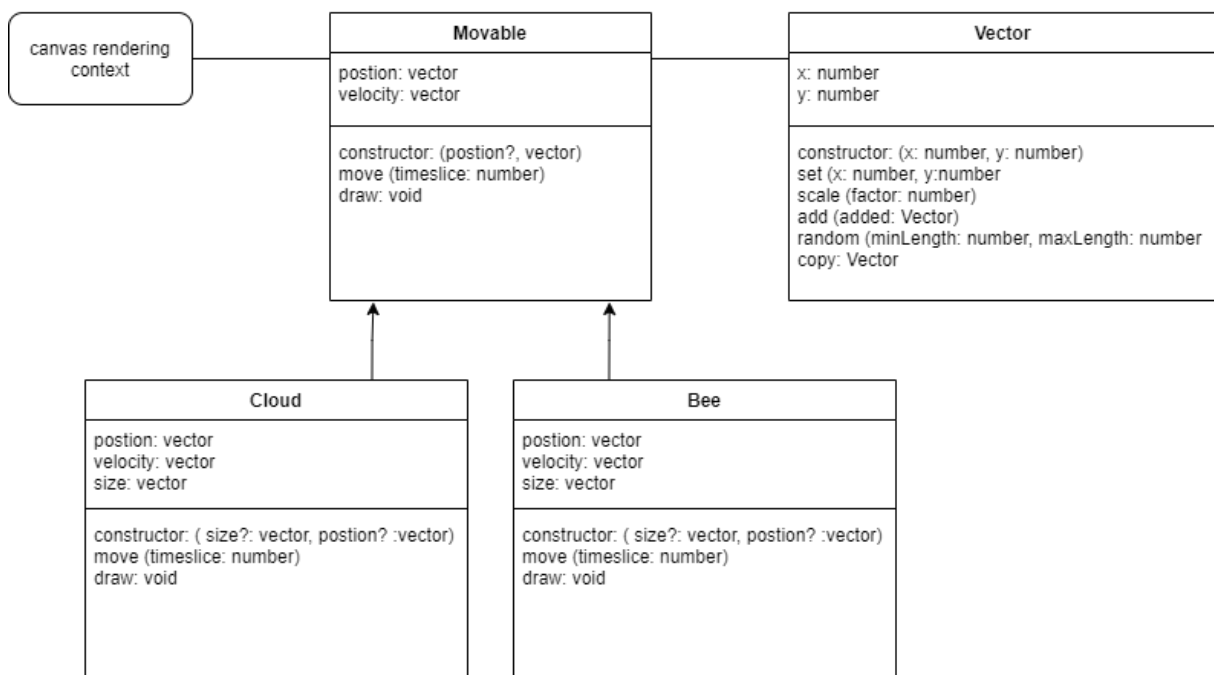 canvas rendering
context
Movable
postion: vector
velocity: vector
constructor: (postion?, vector)
move (timeslice: number)
draw: void
Vector
x: number
y: number
constructor: (x: number, y: number)
set (x: number, y:number
scale (factor: number)
add (added: Vector)
random (minLength: number, maxLength: number
copy: Vector
Cloud
postion: vector
velocity: vector
size: vector
constructor: ( size?: vector, postion? :vector)
move (timeslice: number)
draw: void
Bee
postion: vector
velocity: vector
size: vector
constructor: ( size?: vector, postion? :vector)
move (timeslice: number)
draw: void